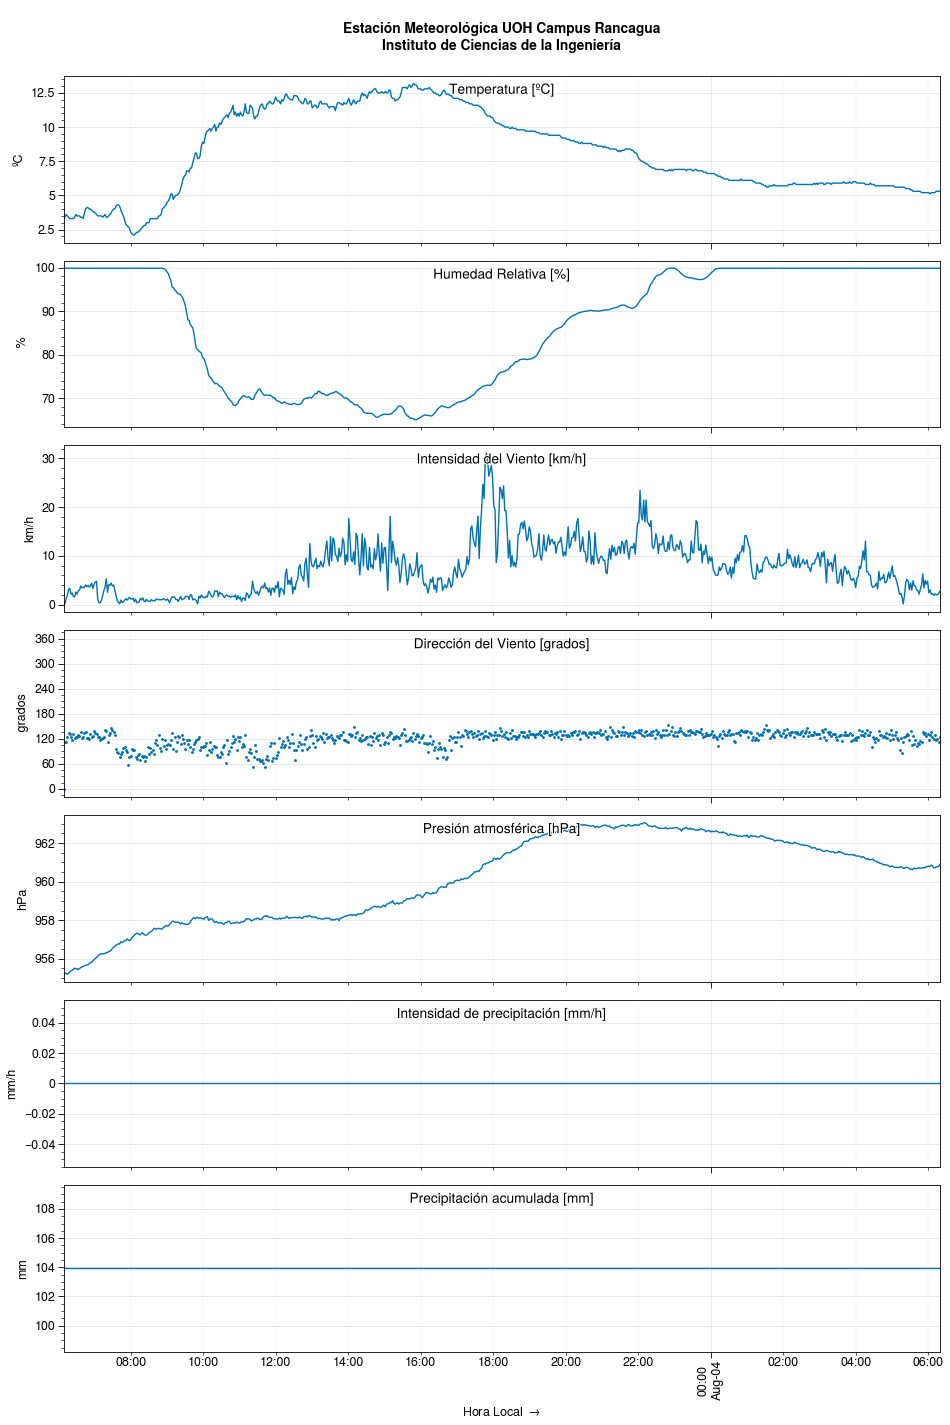 Estación Meteorológica UOH Campus Rancagua
Instituto de Ciencias de la Ingeniería
Temperatura [ºC]
ºC
12.5
10
7.5
5
2.5
Humedad Relativa [%]
%
100
90
80
70
Intensidad del Viento [km/h]
km/h
30
20
10
0
Dirección del Viento [grados]
grados
360
300
240
180
120
60
0
Presión atmosférica [hPa]
hPa
962
960
958
956
Intensidad de precipitación [mm/h]
mm/h
0.04
0.02
0
−0.02
−0.04
Precipitación acumulada [mm]
mm
108
106
104
102
100
08:00 10:00 12:00 14:00 16:00 18:00 20:00 22:00 00:00 02:00 04:00 06:00
Aug-04
Hora Local →